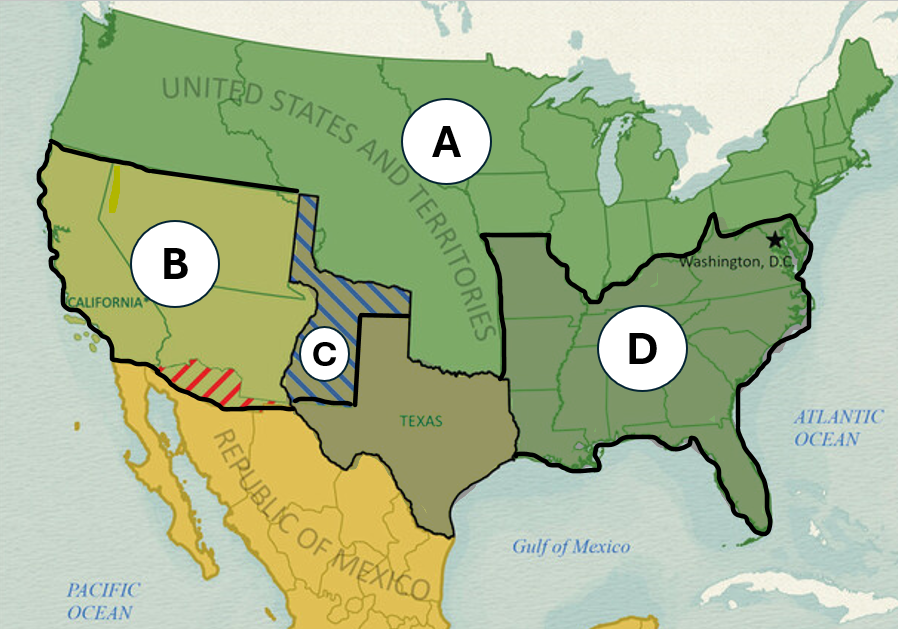 UNITED STATES AND TERRITORIES
A
B
Washington, D.C.
CALIFORNIA*
C
D
TEXAS
ATLANTIC
OCEAN
REPUBLIC OF MEXICO
Gulf of Mexico
PACIFIC
OCEAN